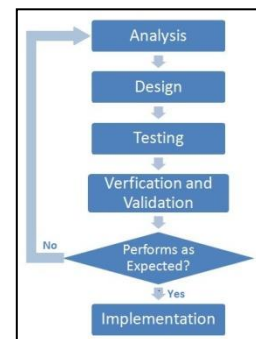 Analysis
Design
Testing
Verfication and
Validation
Performs as
Expected?
No
Yes
Implementation